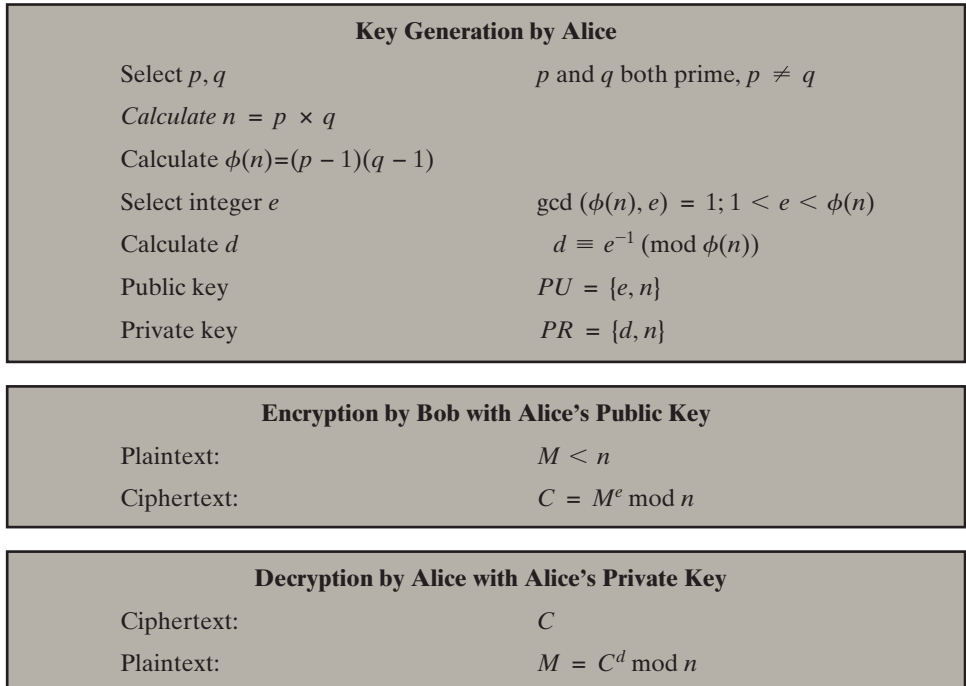 Key Generation by Alice
Select p, q p and q both prime, p ≠ q
Calculate n = p × q
Calculate ϕ(n)=(p − 1)(q − 1)
Select integer e gcd (ϕ(n), e) = 1; 1 < e < ϕ(n)
Calculate d d ≡ e⁻¹ (mod ϕ(n))
Public key PU = {e, n}
Private key PR = {d, n}
Encryption by Bob with Alice's Public Key
Plaintext: M < n
Ciphertext: C = Mᵉ mod n
Decryption by Alice with Alice's Private Key
Ciphertext: C
Plaintext: M = Cᵈ mod n